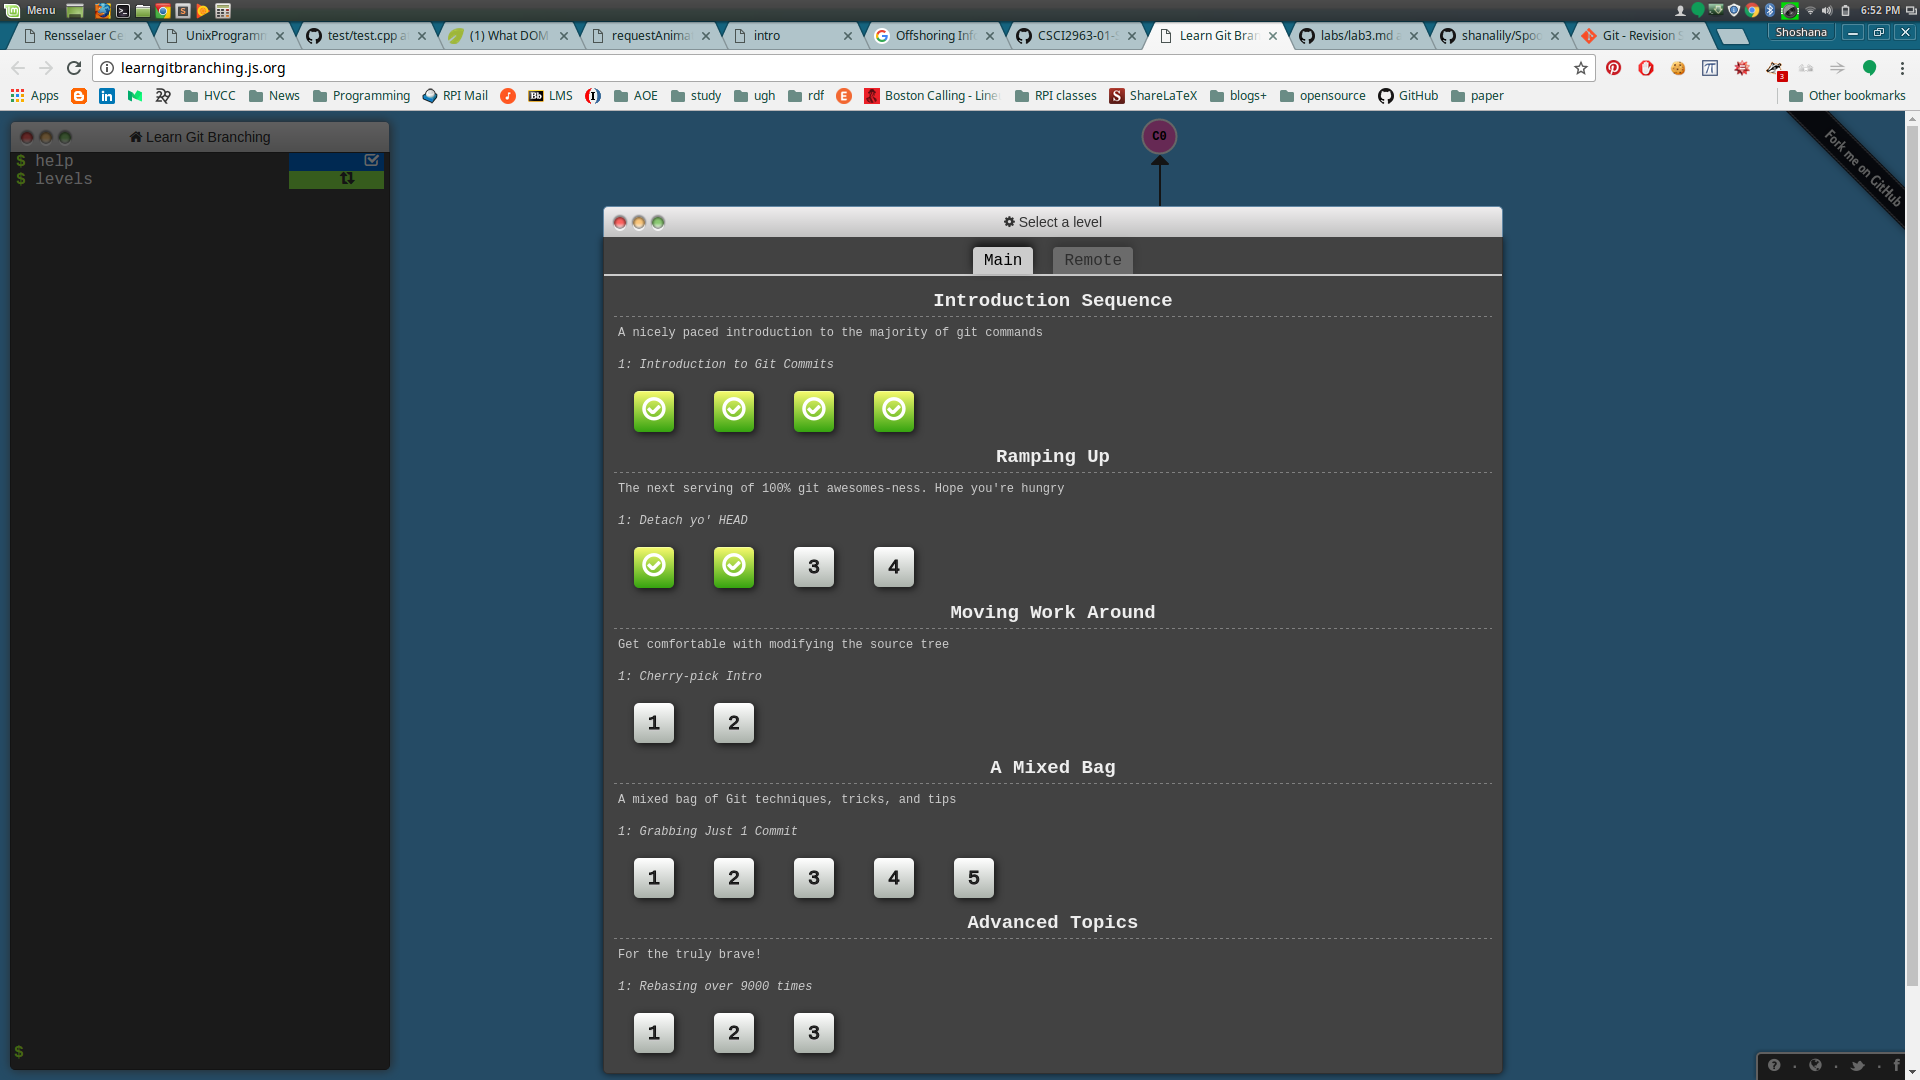 Menu
6:52 PM
Rensselaer Ce
UnixProgramm
test/test.cpp a
(1) What DOM
requestAnimat
intro
Offshoring Inf
CSCI2963-01-
Learn Git Bran
labs/lab3.md a
shanalily/Spoo
Git - Revision S
Shoshana
learngitbranching.js.org
3
Apps
HVCC
News
Programming
RPI Mail
Bb LMS
AOE
study
ugh
rdf
Boston Calling - Line
RPI classes
ShareLaTeX
blogs+
opensource
GitHub
paper
Other bookmarks
Learn Git Branching
$ help
$ levels
$
C0
Fork me on GitHub
Select a level
Main
Remote
Introduction Sequence
A nicely paced introduction to the majority of git commands
1: Introduction to Git Commits
Ramping Up
The next serving of 100% git awesomes-ness. Hope you're hungry
1: Detach yo' HEAD
3 4
Moving Work Around
Get comfortable with modifying the source tree
1: Cherry-pick Intro
1 2
A Mixed Bag
A mixed bag of Git techniques, tricks, and tips
1: Grabbing Just 1 Commit
1 2 3 4 5
Advanced Topics
For the truly brave!
1: Rebasing over 9000 times
1 2 3